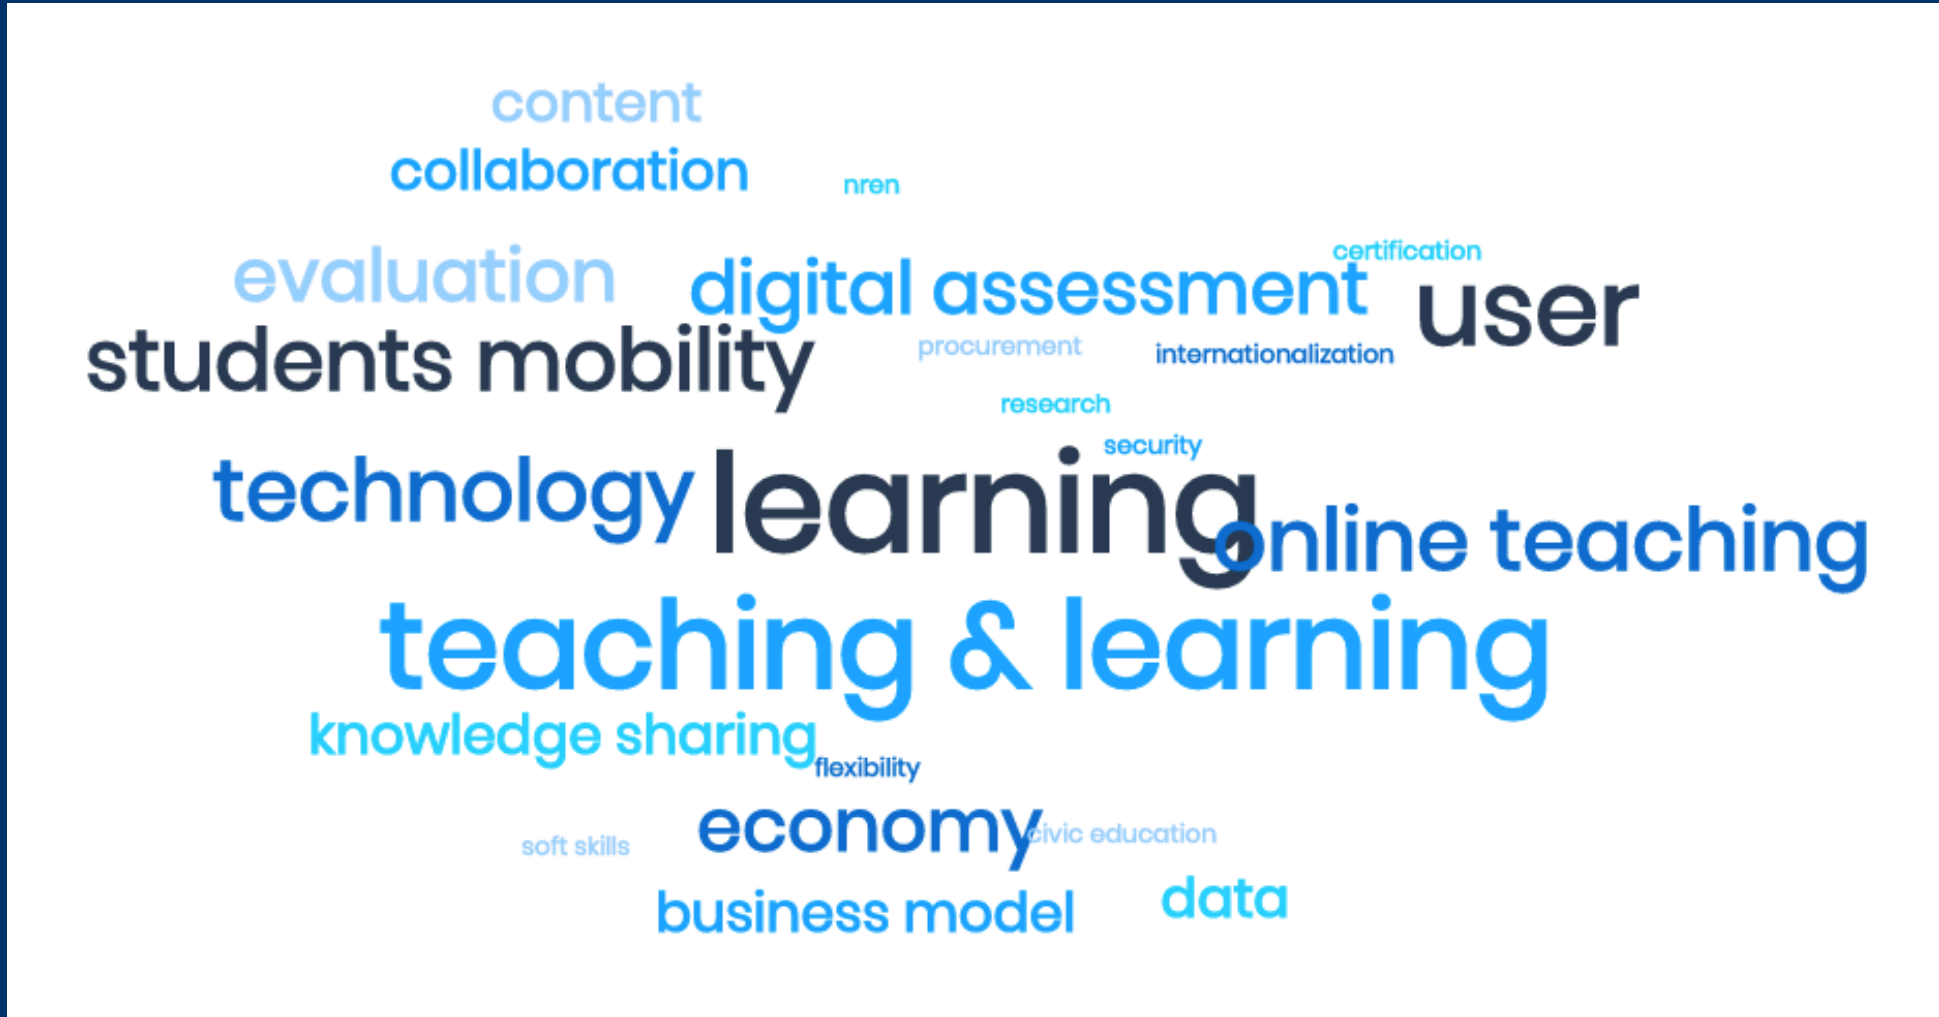 content
collaboration
nren
certification
evaluation
digital assessment
user
students mobility
procurement
internationalization
research
security
technology
learning
online teaching
teaching & learning
knowledge sharing
flexibility
economy
civic education
soft skills
data
business model